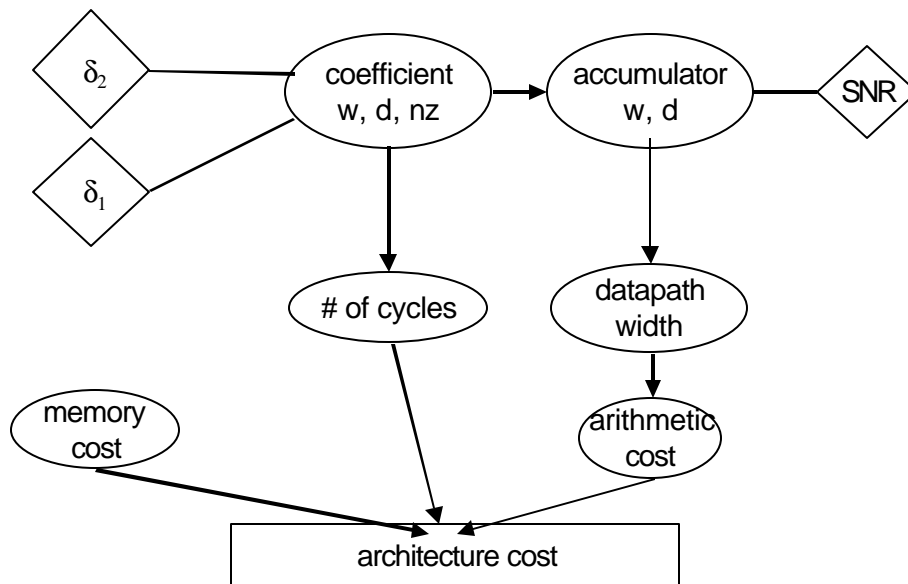 δ₂
coefficient
w, d, nz
accumulator
w, d
SNR
δ₁
# of cycles
datapath
width
memory
cost
arithmetic
cost
architecture cost